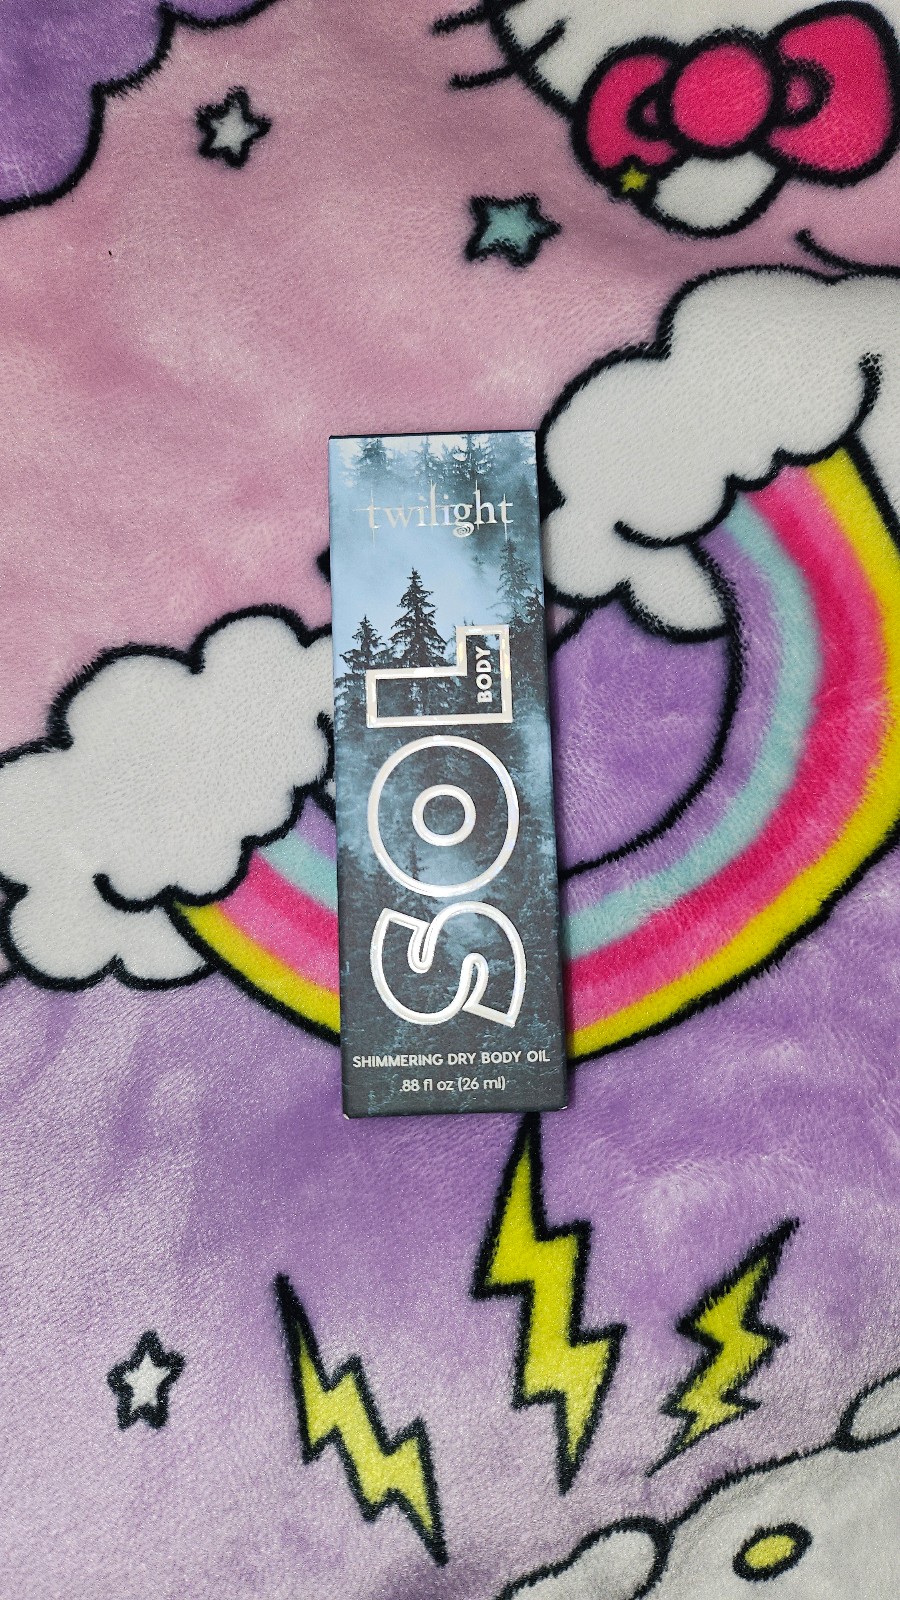 twilight
SOL
BODY
SHIMMERING DRY BODY OIL
.88 fl oz (26 ml)